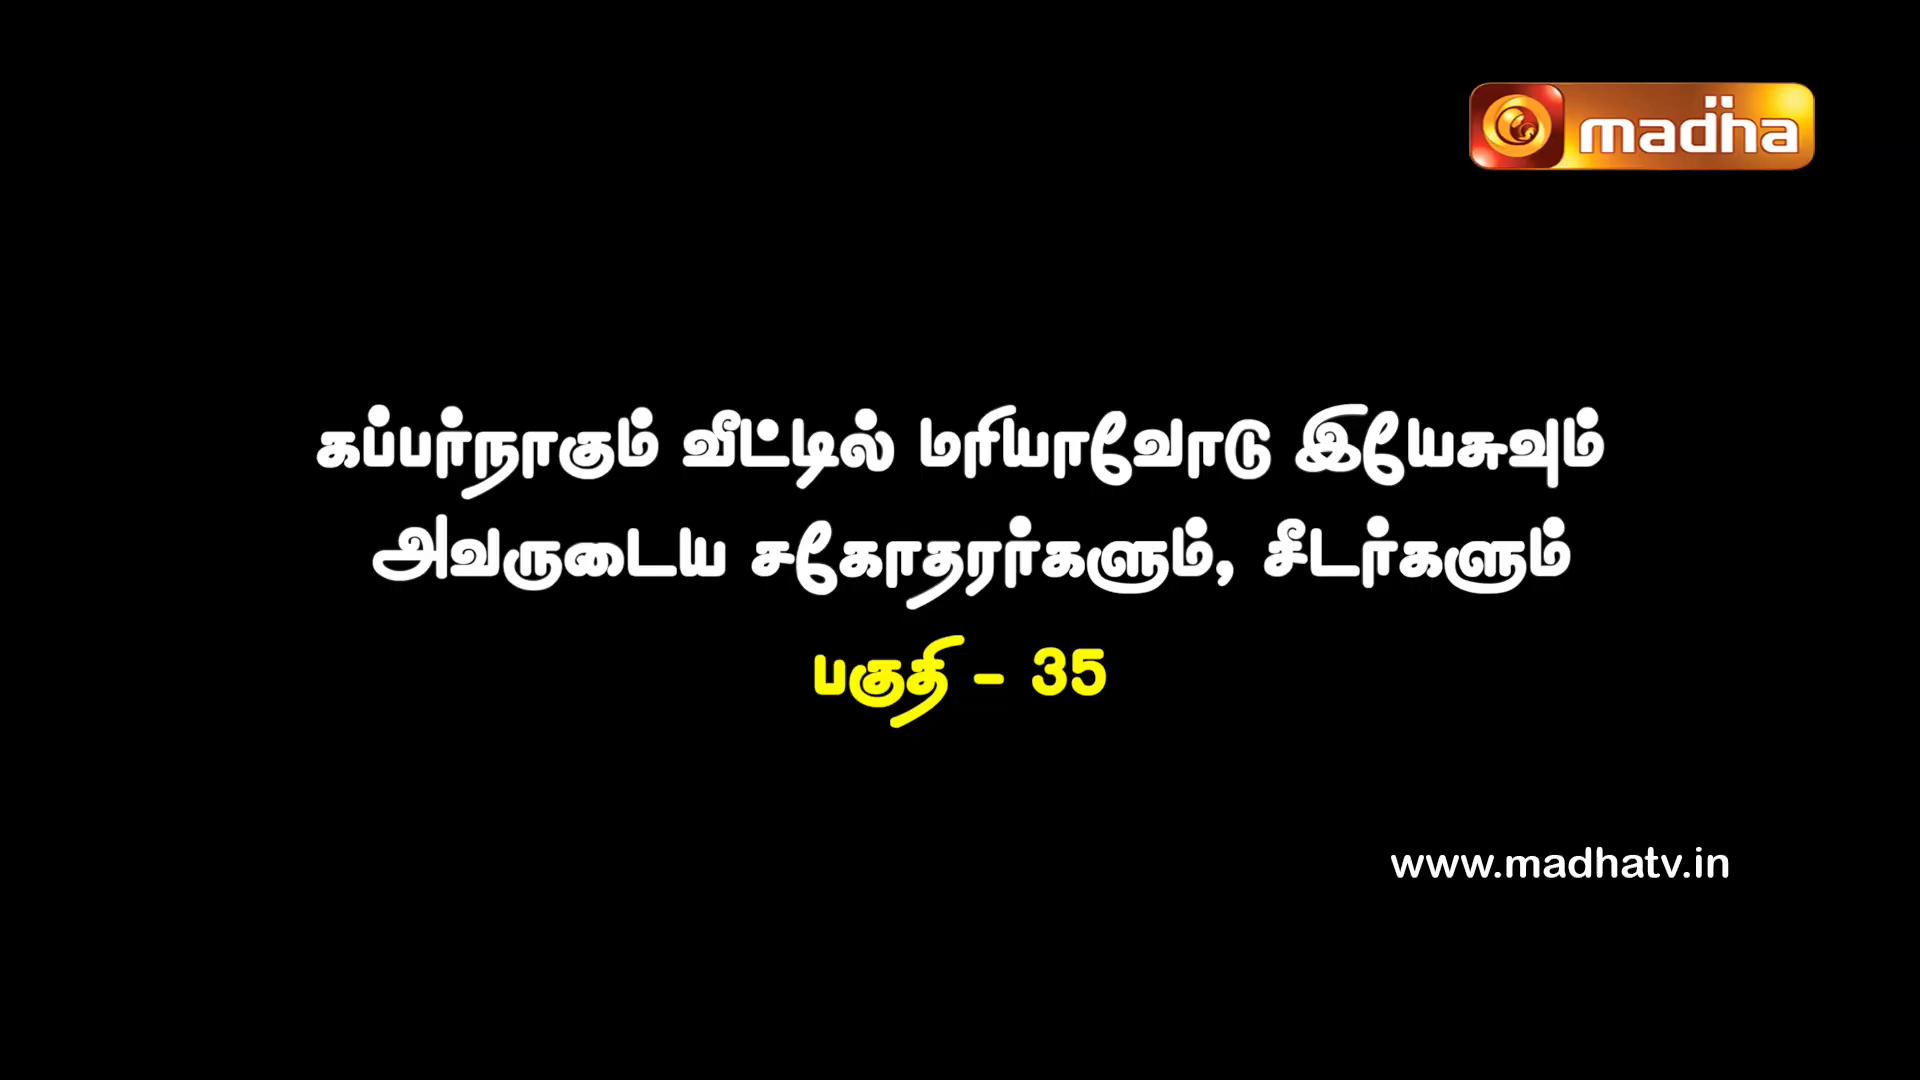 madha
கப்பர்நாகும் வீட்டில் மரியாவோடு இயேசுவும்
அவருடைய சகோதரர்களும், சீடர்களும்
பகுதி - 35
www.madhatv.in